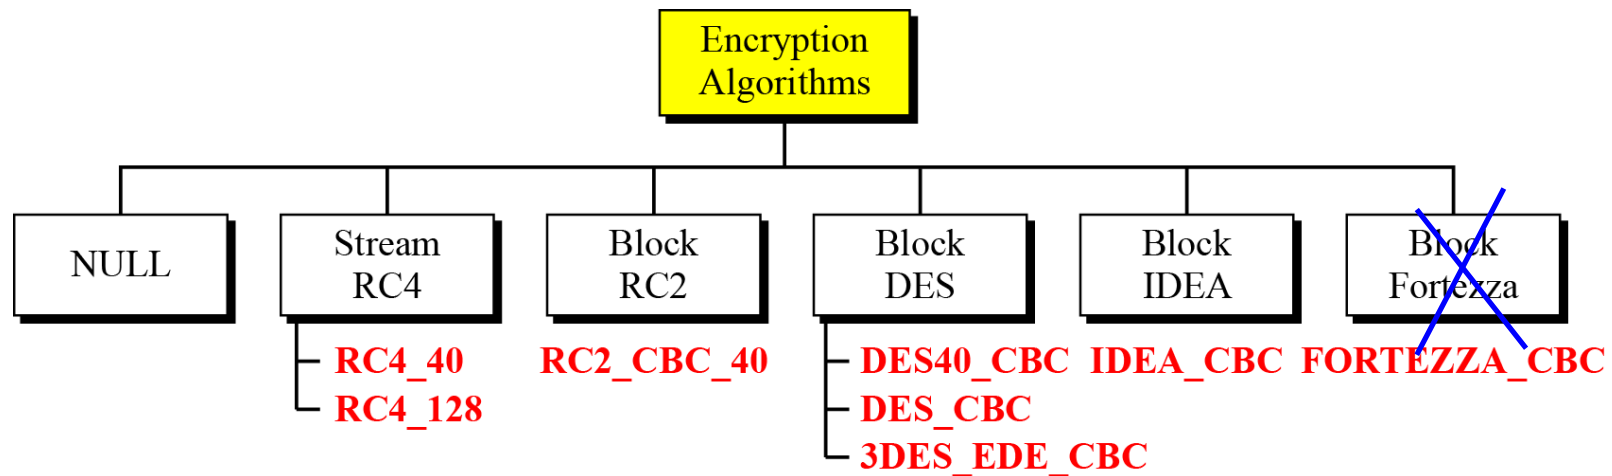 Encryption
Algorithms
NULL
Stream
RC4
Block
RC2
Block
DES
Block
IDEA
Block
Fortezza
RC4_40
RC4_128
RC2_CBC_40
DES40_CBC
DES_CBC
3DES_EDE_CBC
IDEA_CBC
FORTEZZA_CBC